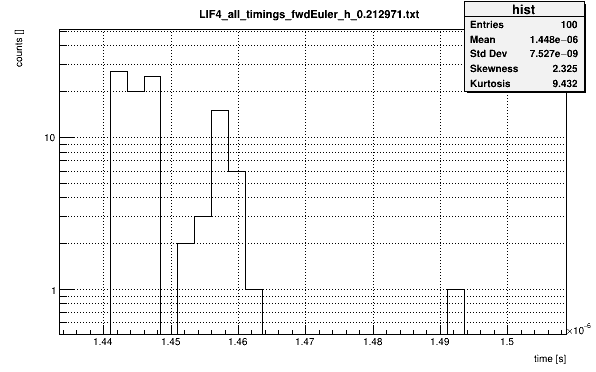 LIF4_all_timings_fwdEuler_h_0.212971.txt
hist
Entries 100
Mean 1.448e−06
Std Dev 7.527e−09
Skewness 2.325
Kurtosis 9.432
counts []
10
1
1.44 1.45 1.46 1.47 1.48 1.49 1.5
×10⁻⁶
time [s]